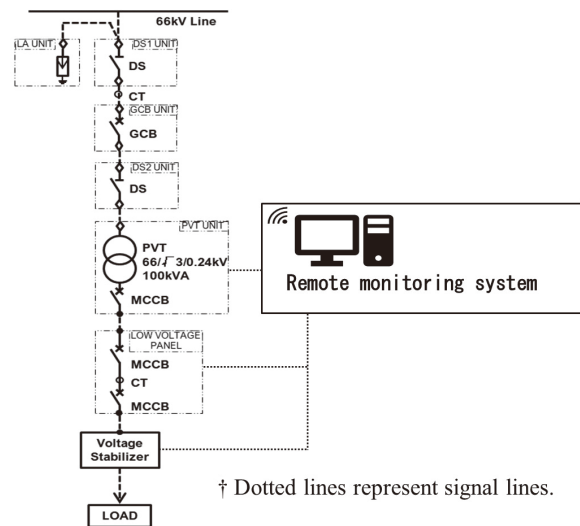 66kV Line
LA UNIT
DS1 UNIT
DS
CT
GCB UNIT
GCB
DS2 UNIT
DS
PVT UNIT
PVT
66/√3/0.24kV
100kVA
MCCB
Remote monitoring system
LOW VOLTAGE
PANEL
MCCB
CT
MCCB
Voltage
Stabilizer
† Dotted lines represent signal lines.
LOAD